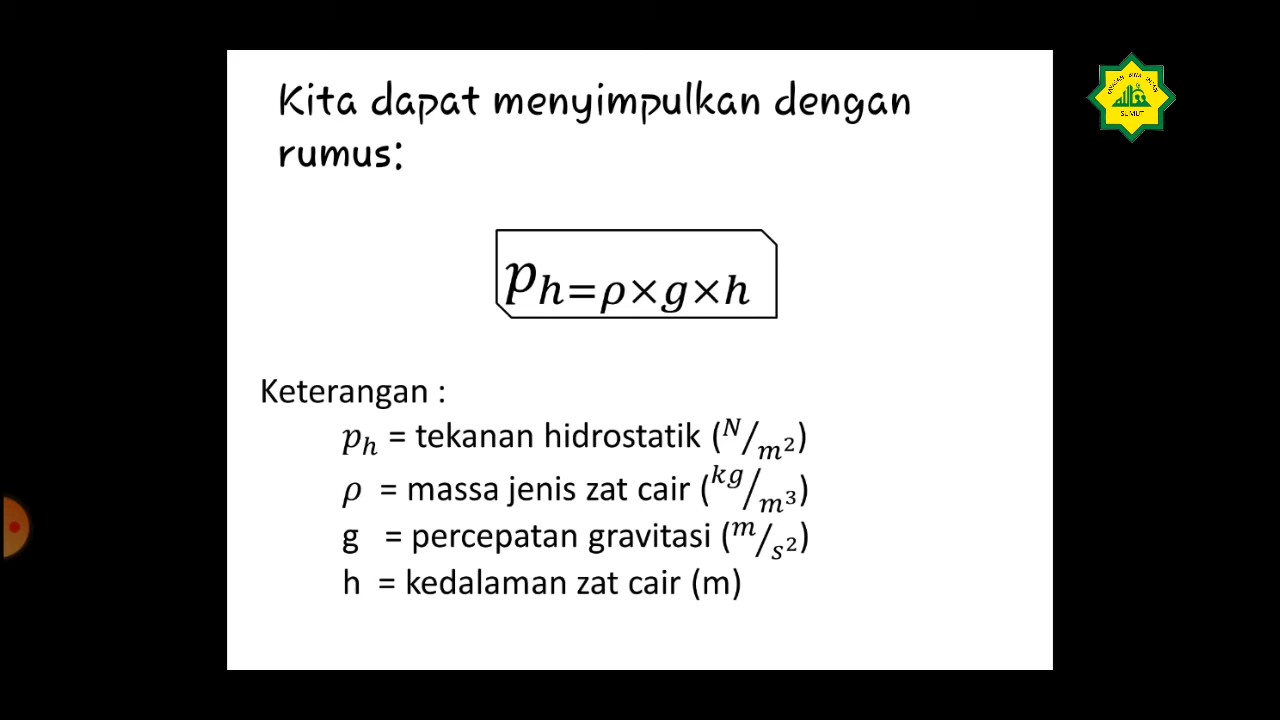 Kita dapat menyimpulkan dengan
rumus:
pₕ₌ρ×g×h
Keterangan :
pₕ = tekanan hidrostatik (N/m²)
ρ = massa jenis zat cair (kg/m³)
g = percepatan gravitasi (m/s²)
h = kedalaman zat cair (m)
SUMUT